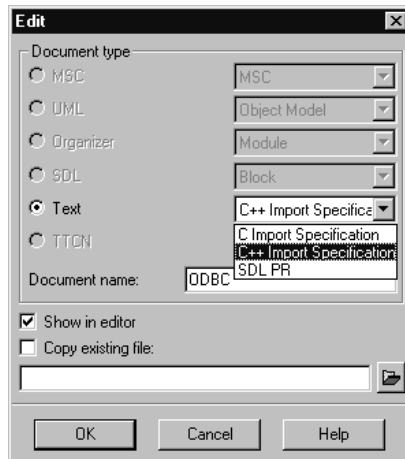 Edit
Document type
MSC MSC
UML Object Model
Organizer Module
SDL Block
Text C++ Import Specifica
TTCN C Import Specification
C++ Import Specification
SDL PR
Document name: ODBC
Show in editor
Copy existing file:
OK Cancel Help